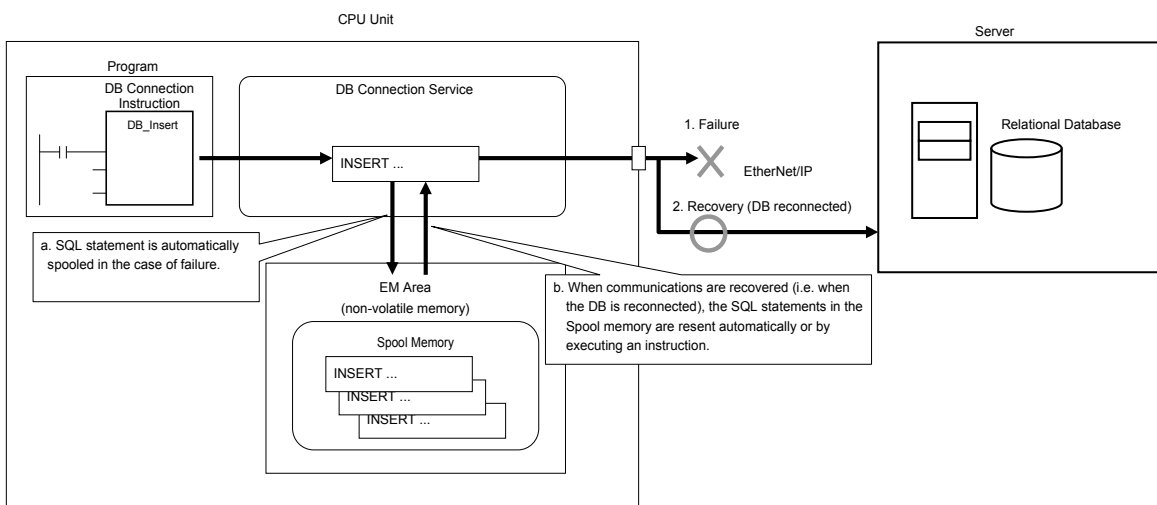 CPU Unit
Server
Program
DB Connection
Instruction
DB_Insert
DB Connection Service
INSERT ...
1. Failure
EtherNet/IP
2. Recovery (DB reconnected)
Relational Database
a. SQL statement is automatically
spooled in the case of failure.
EM Area
(non-volatile memory)
b. When communications are recovered (i.e. when
the DB is reconnected), the SQL statements in the
Spool memory are resent automatically or by
executing an instruction.
Spool Memory
INSERT ...
INSERT ...
INSERT ...